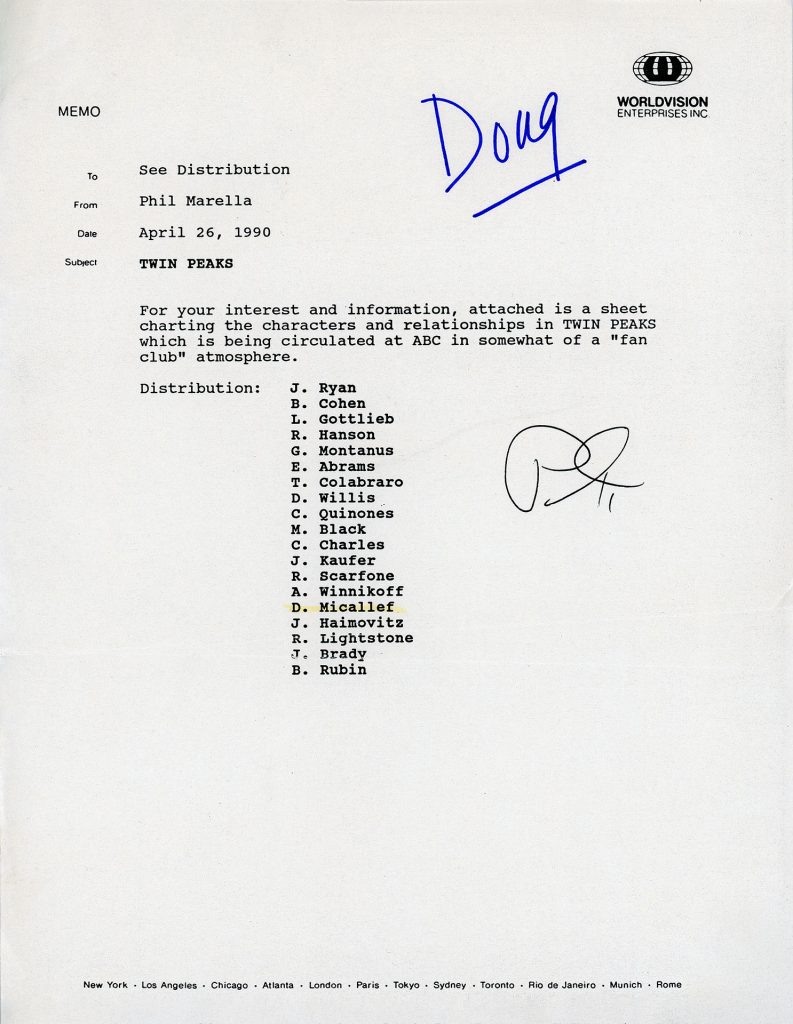 WORLDVISION
ENTERPRISES INC.
MEMO
Doug
To See Distribution
From Phil Marella
Date April 26, 1990
Subject TWIN PEAKS
For your interest and information, attached is a sheet
charting the characters and relationships in TWIN PEAKS
which is being circulated at ABC in somewhat of a "fan
club" atmosphere.
Distribution: J. Ryan
B. Cohen
L. Gottlieb
R. Hanson
G. Montanus
E. Abrams
T. Colabraro
D. Willis
C. Quinones
M. Black
C. Charles
J. Kaufer
R. Scarfone
A. Winnikoff
D. Micallef
J. Haimovitz
R. Lightstone
J. Brady
B. Rubin
New York · Los Angeles · Chicago · Atlanta · London · Paris · Tokyo · Sydney · Toronto · Rio de Janeiro · Munich · Rome